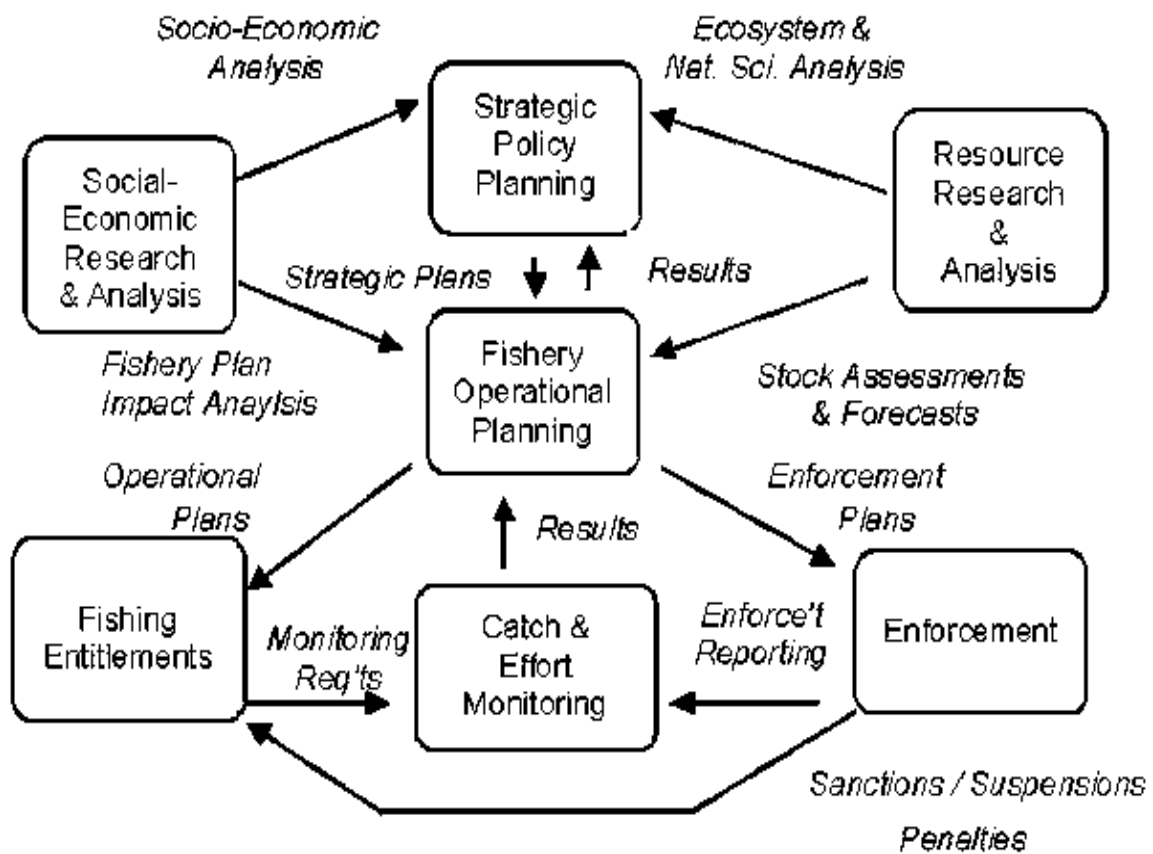 Socio-Economic
Analysis
Ecosystem &
Nat. Sci. Analysis
Strategic
Policy
Planning
Social-
Economic
Research
& Analysis
Resource
Research
&
Analysis
Strategic Plans
Results
Fishery
Operational
Planning
Fishery Plan
Impact Anaylsis
Stock Assessments
& Forecasts
Operational
Plans
Enforcement
Plans
Results
Fishing
Entitlements
Monitoring
Req'ts
Catch &
Effort
Monitoring
Enforce't
Reporting
Enforcement
Sanctions / Suspensions
Penalties